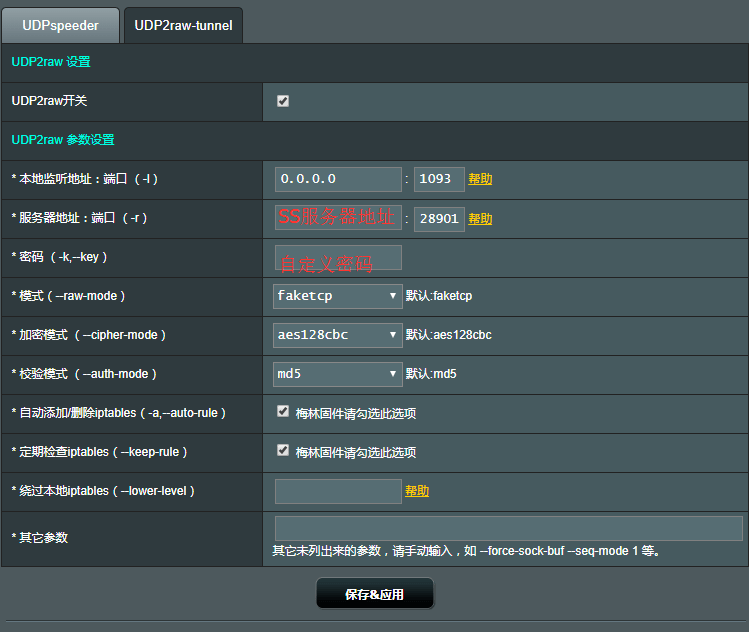 UDPspeeder UDP2raw-tunnel
UDP2raw 设置
UDP2raw开关
UDP2raw 参数设置
* 本地监听地址：端口 （ -l ） 0.0.0.0 : 1093 帮助
* 服务器地址：端口 （ -r ） SS服务器地址 : 28901 帮助
* 密码 （ -k,--key ） 自定义密码
* 模式 ( --raw-mode ) faketcp 默认:faketcp
* 加密模式 （ --cipher-mode ） aes128cbc 默认:aes128cbc
* 校验模式 （ --auth-mode ） md5 默认:md5
* 自动添加/删除iptables ( -a,--auto-rule ) 梅林固件请勾选此选项
* 定期检查iptables ( --keep-rule ) 梅林固件请勾选此选项
* 绕过本地iptables ( --lower-level ) 帮助
* 其它参数
其它未列出来的参数，请手动输入，如 --force-sock-buf --seq-mode 1 等。
保存&应用